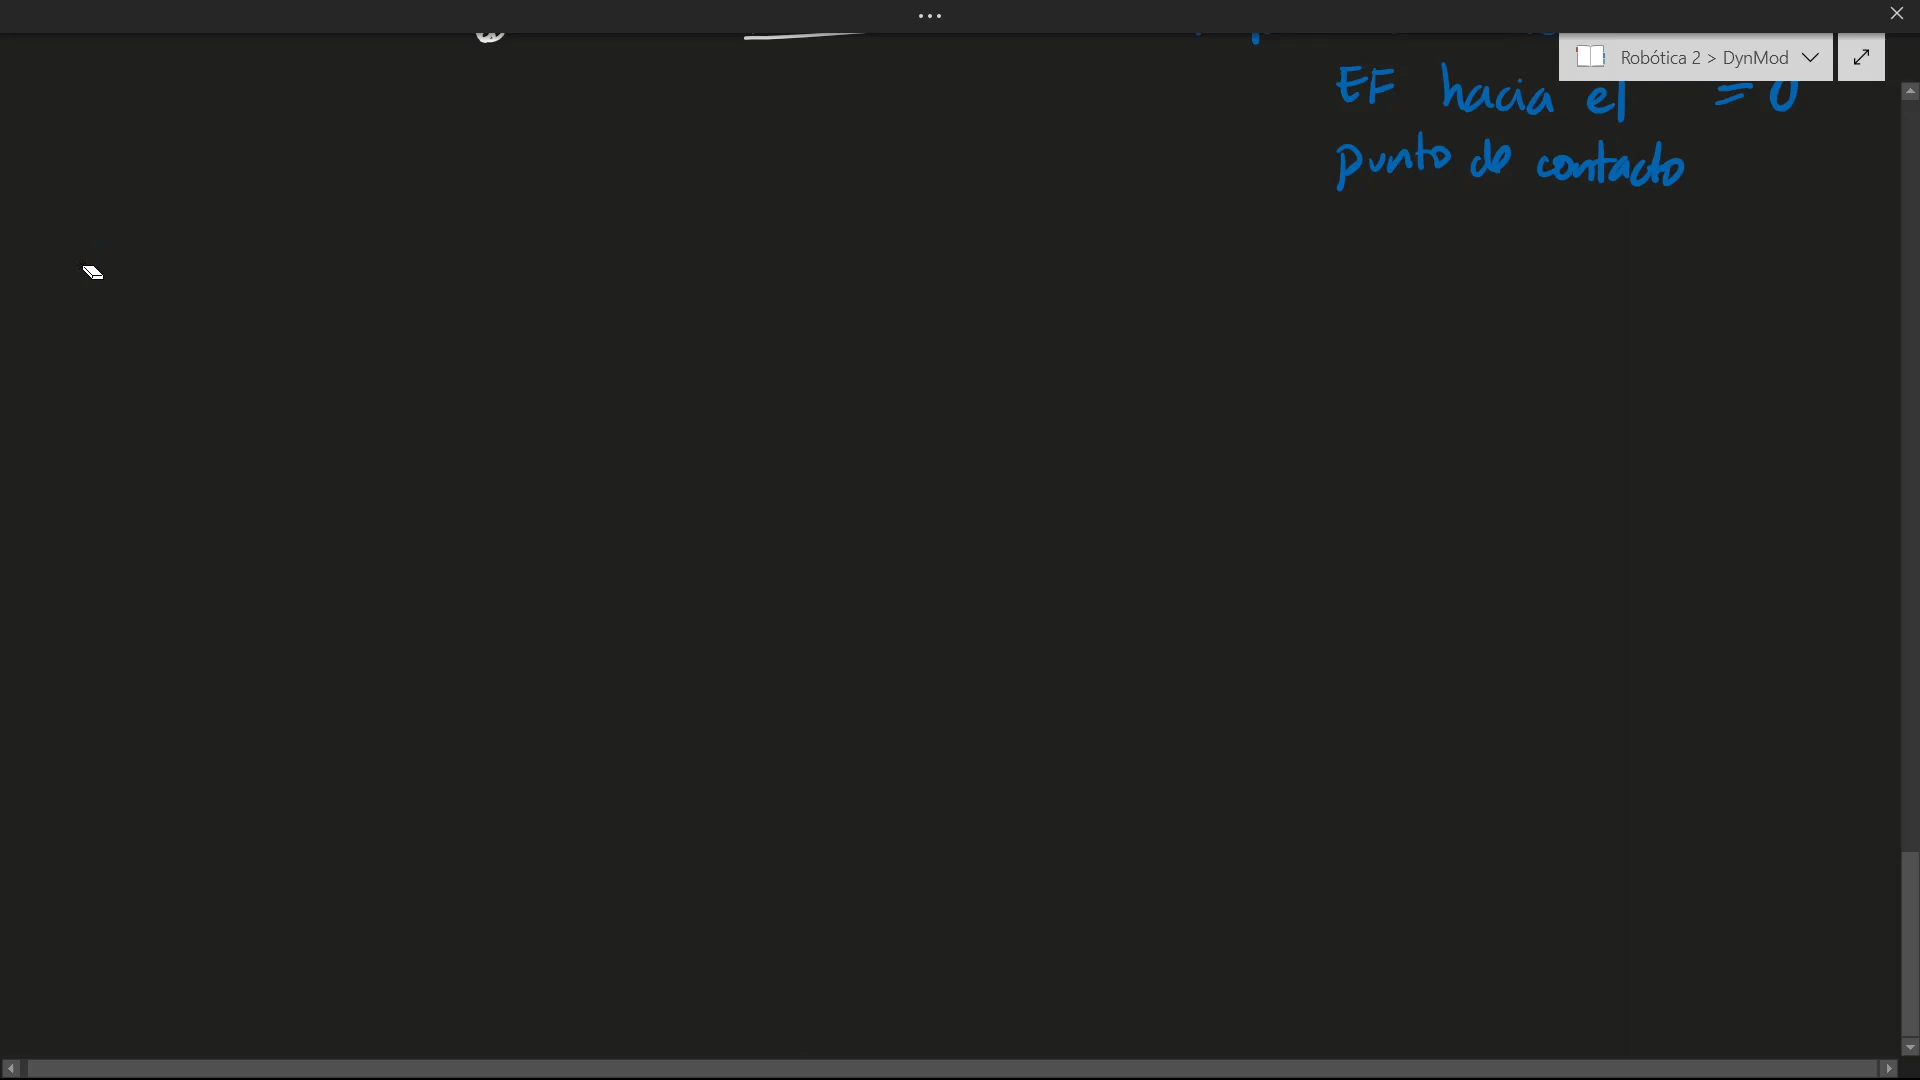 Robótica 2 > DynMod
EF hacia el = 0
punto de contacto